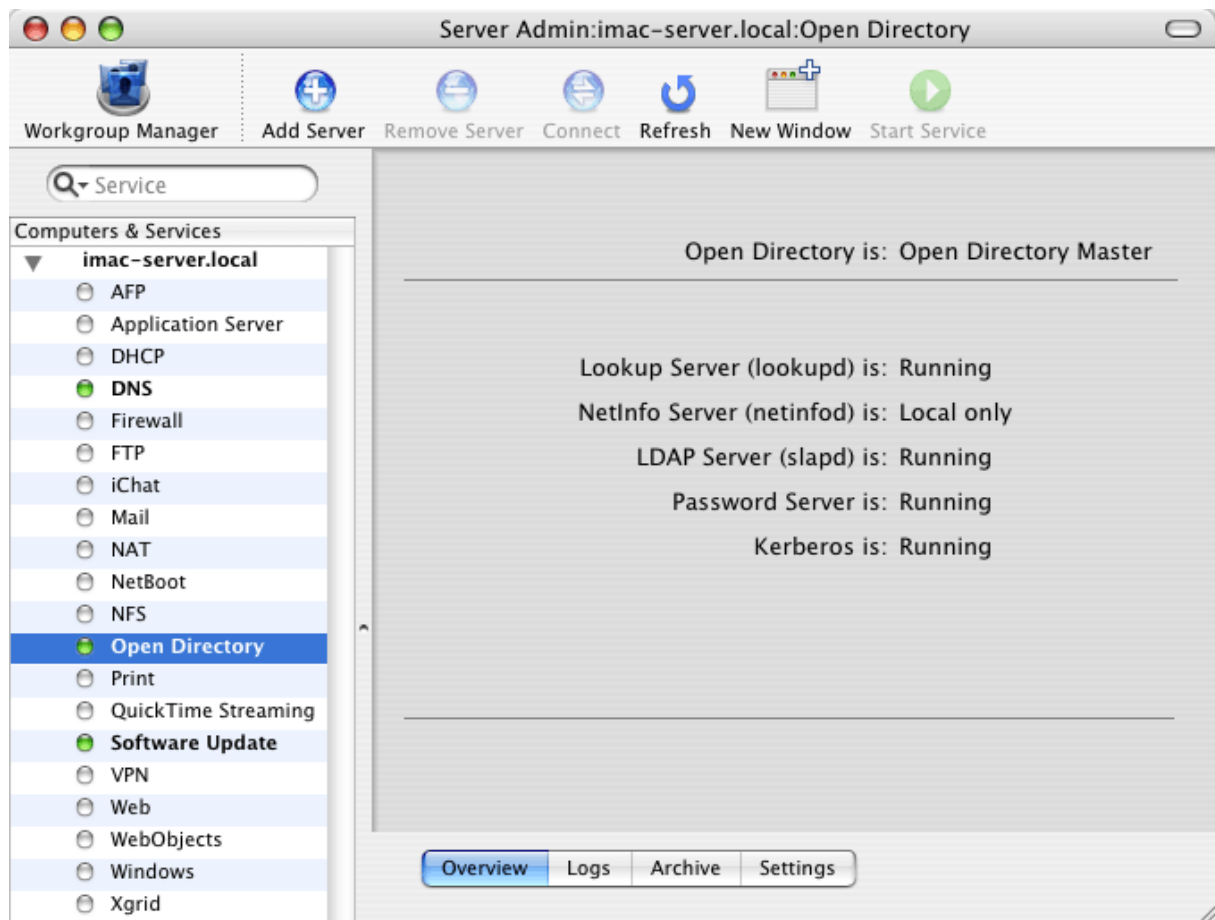 Server Admin:imac-server.local:Open Directory
Workgroup Manager
Add Server
Remove Server
Connect
Refresh
New Window
Start Service
Service
Computers & Services
imac-server.local
AFP
Application Server
DHCP
DNS
Firewall
FTP
iChat
Mail
NAT
NetBoot
NFS
Open Directory
Print
QuickTime Streaming
Software Update
VPN
Web
WebObjects
Windows
Xgrid
Open Directory is: Open Directory Master
Lookup Server (lookupd) is: Running
NetInfo Server (netinfod) is: Local only
LDAP Server (slapd) is: Running
Password Server is: Running
Kerberos is: Running
Overview
Logs
Archive
Settings